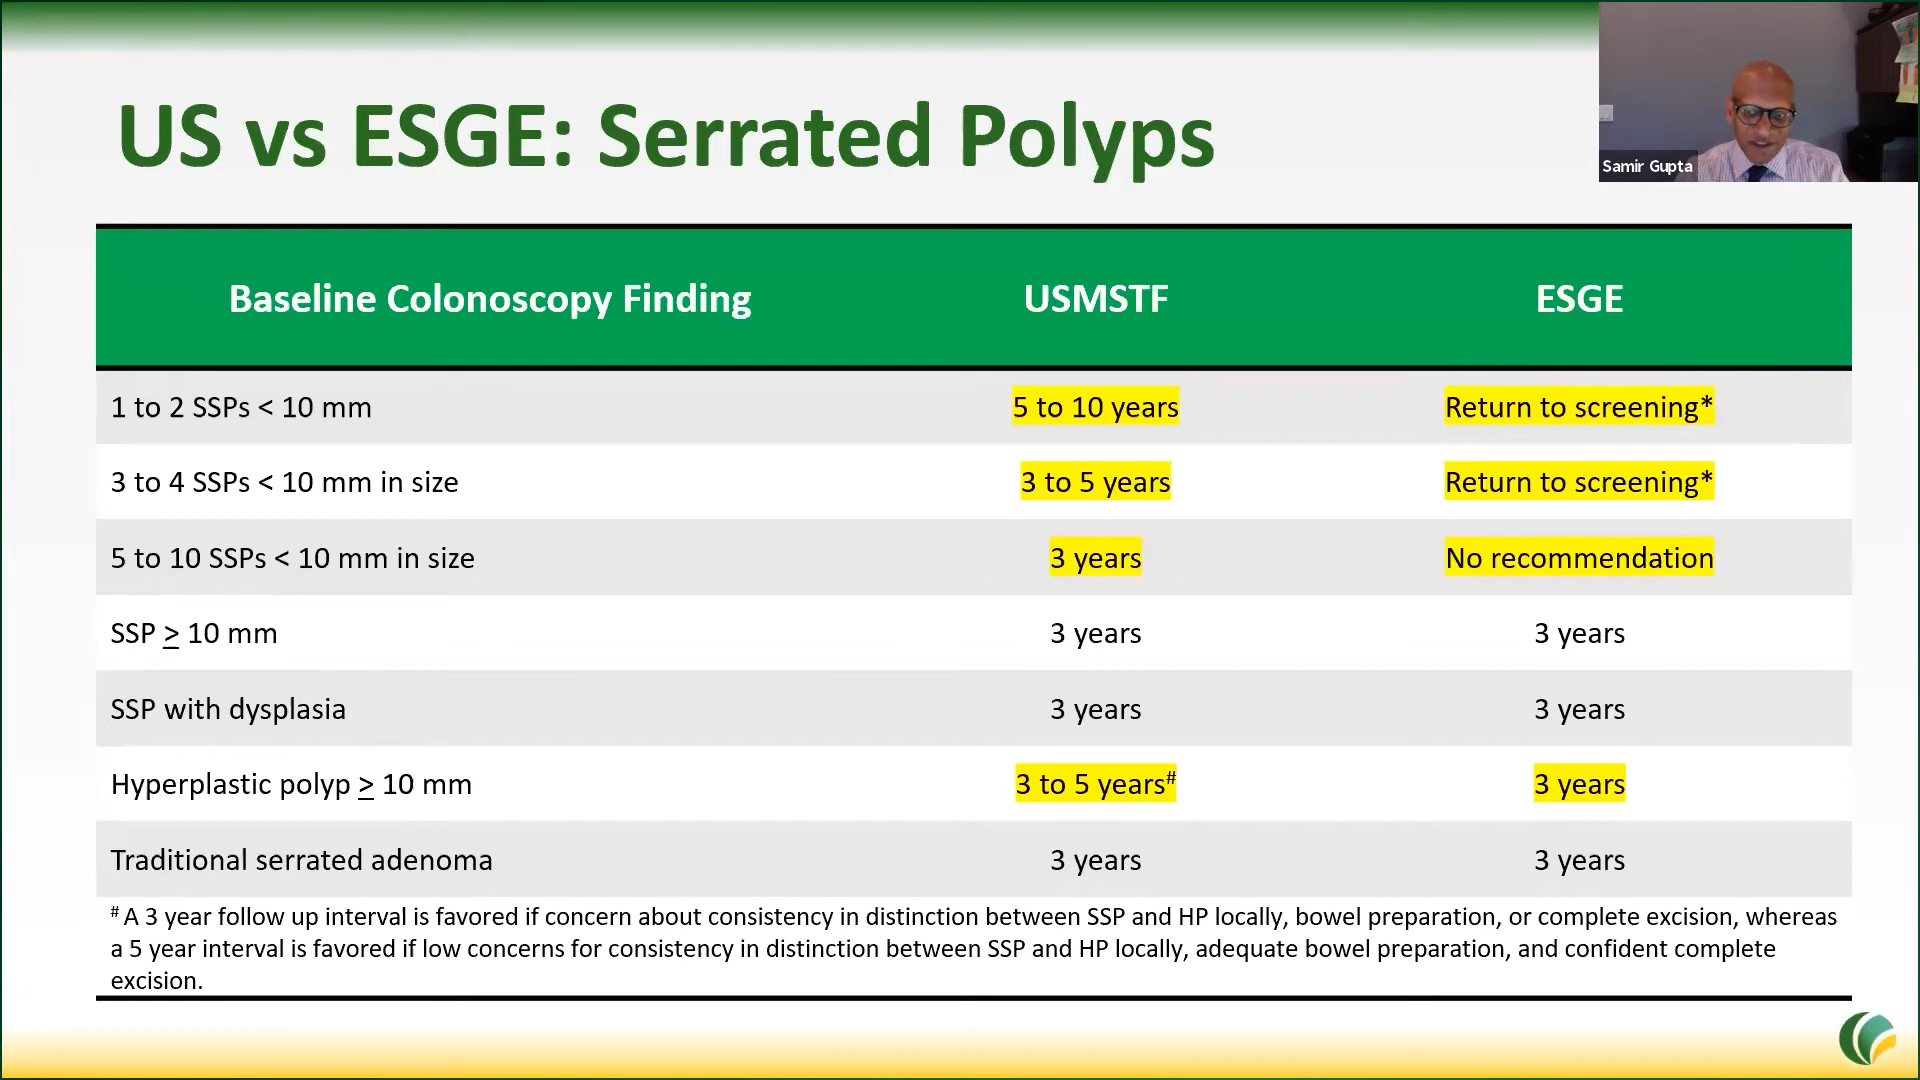 US vs ESGE: Serrated Polyps
Samir Gupta
Baseline Colonoscopy Finding USMSTF ESGE
1 to 2 SSPs < 10 mm 5 to 10 years Return to screening*
3 to 4 SSPs < 10 mm in size 3 to 5 years Return to screening*
5 to 10 SSPs < 10 mm in size 3 years No recommendation
SSP ≥ 10 mm 3 years 3 years
SSP with dysplasia 3 years 3 years
Hyperplastic polyp ≥ 10 mm 3 to 5 years# 3 years
Traditional serrated adenoma 3 years 3 years
# A 3 year follow up interval is favored if concern about consistency in distinction between SSP and HP locally, bowel preparation, or complete excision, whereas
a 5 year interval is favored if low concerns for consistency in distinction between SSP and HP locally, adequate bowel preparation, and confident complete
excision.